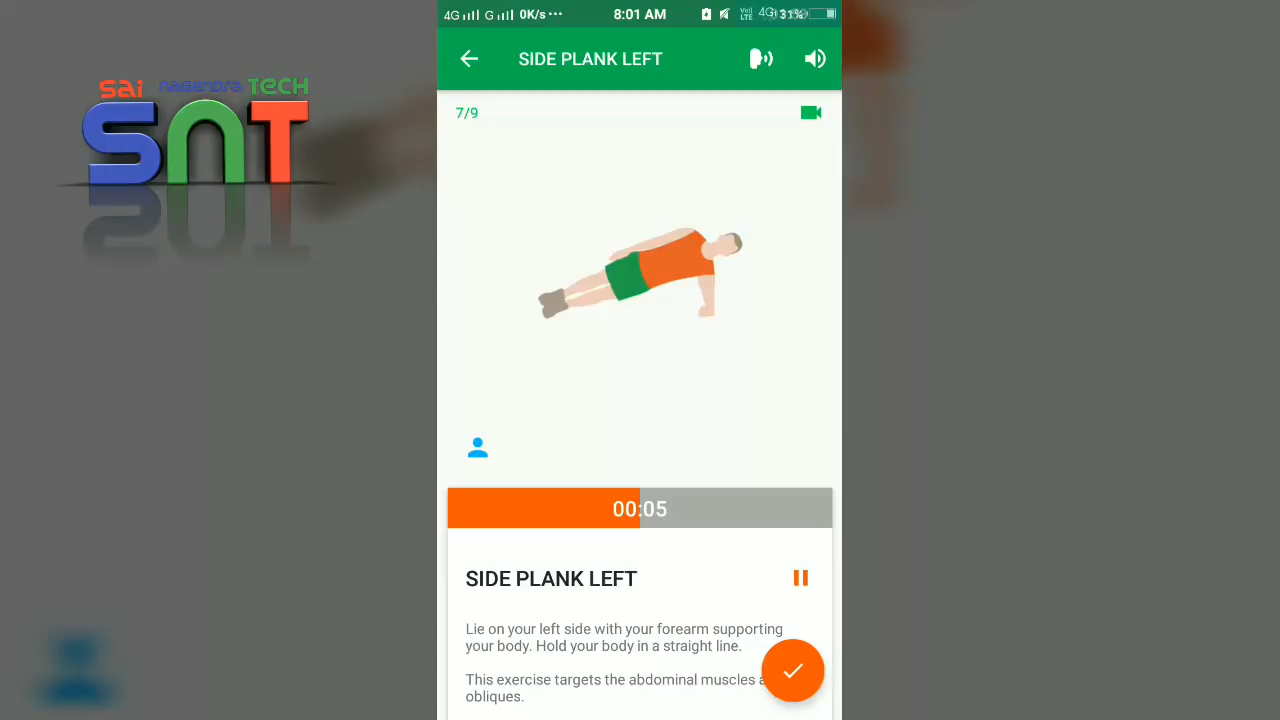 4G G 0K/s ... 8:01 AM VoLTE 4G 31%
SIDE PLANK LEFT
7/9
sai nagendra TECH
SNT
00:05
SIDE PLANK LEFT
Lie on your left side with your forearm supporting
your body. Hold your body in a straight line.
This exercise targets the abdominal muscles a
obliques.